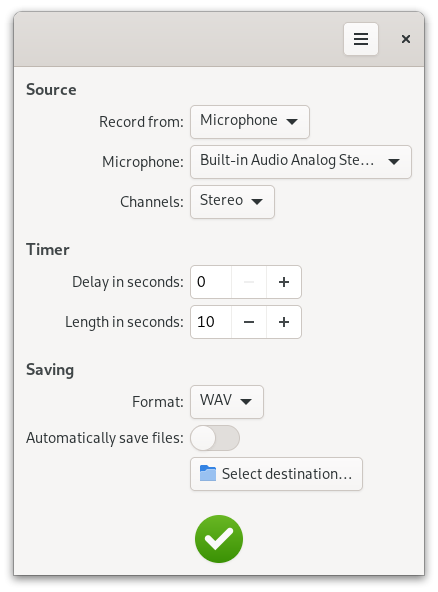 Source
Record from: Microphone
Microphone: Built-in Audio Analog Ste…
Channels: Stereo
Timer
Delay in seconds: 0
Length in seconds: 10
Saving
Format: WAV
Automatically save files:
Select destination…